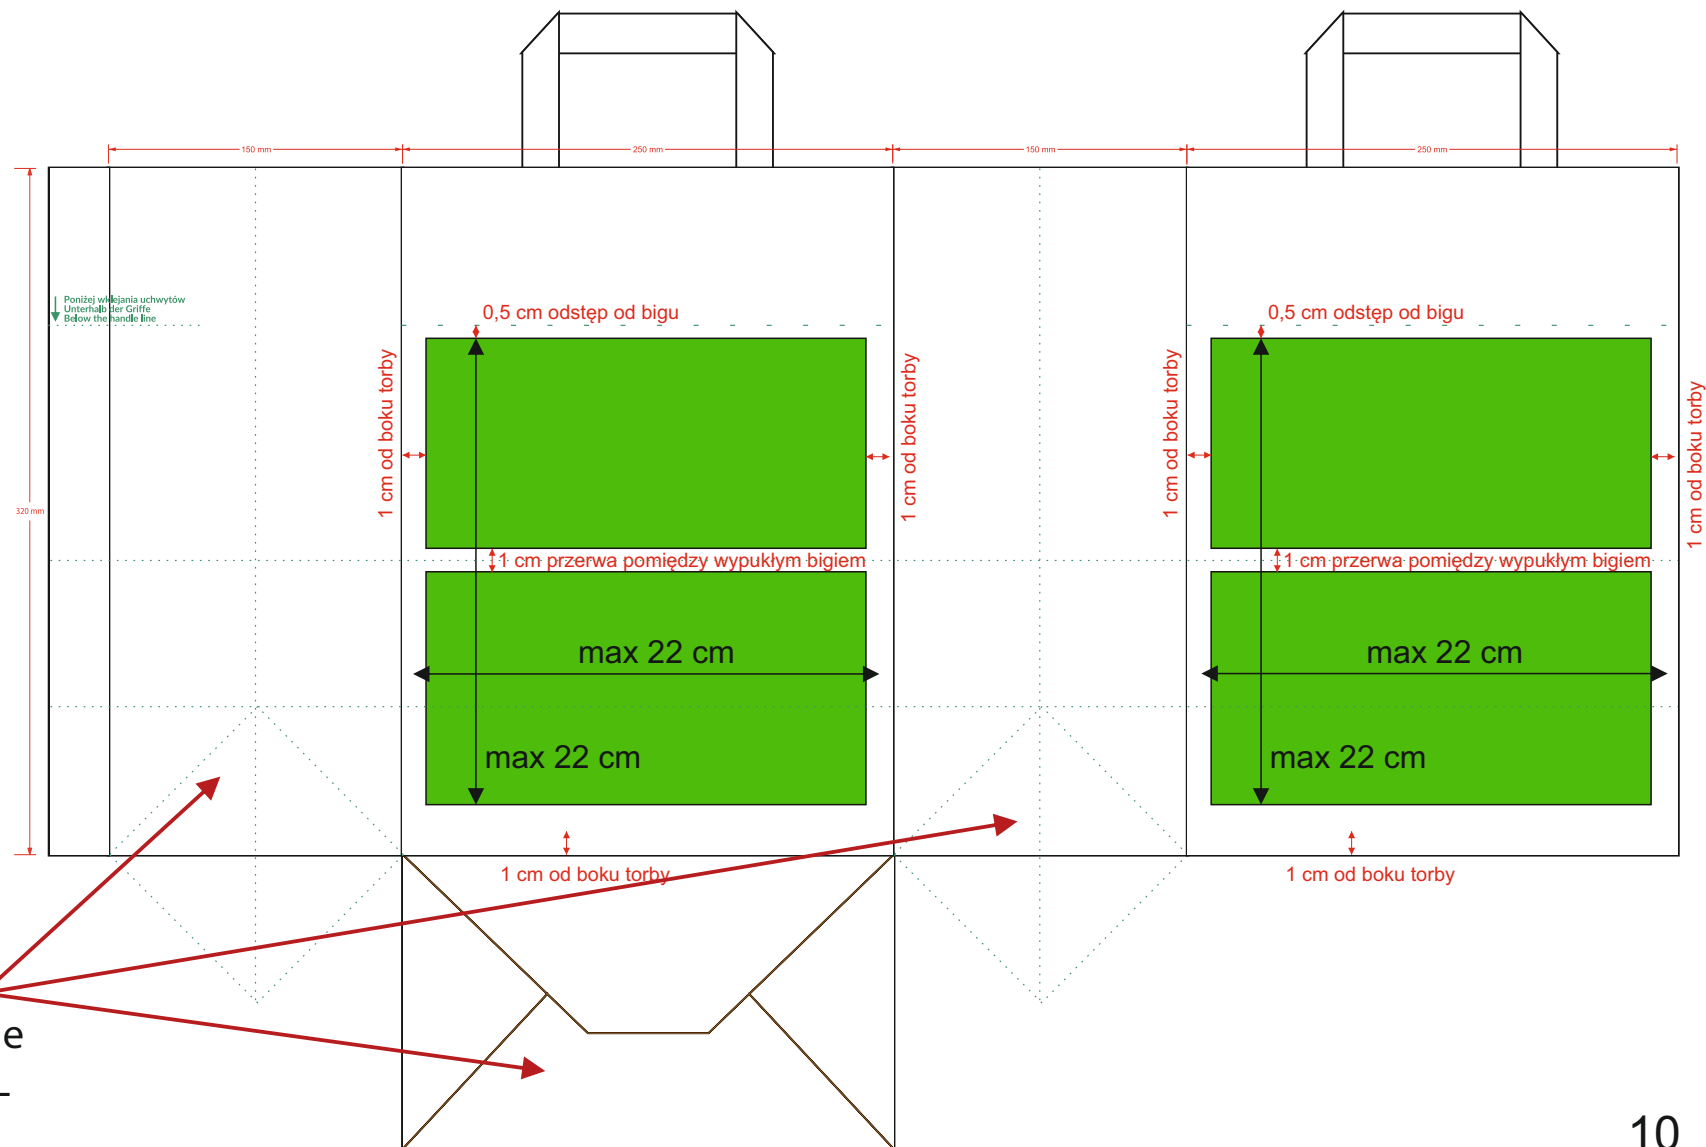 150 mm
250 mm
150 mm
250 mm
320 mm
Poniżej wklejania uchwytów
Unterhalb der Griffe
Below the handle line
0,5 cm odstęp od bigu
0,5 cm odstęp od bigu
1 cm od boku torby
1 cm od boku torby
1 cm od boku torby
1 cm od boku torby
1 cm przerwa pomiędzy wypukłym bigiem
1 cm przerwa pomiędzy wypukłym bigiem
max 22 cm
max 22 cm
max 22 cm
max 22 cm
1 cm od boku torby
1 cm od boku torby
e
10